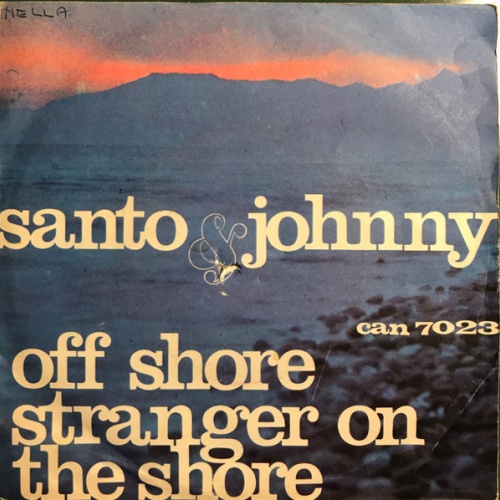 NELLA
santo & johnny
can 7023
off shore
stranger on
the shore